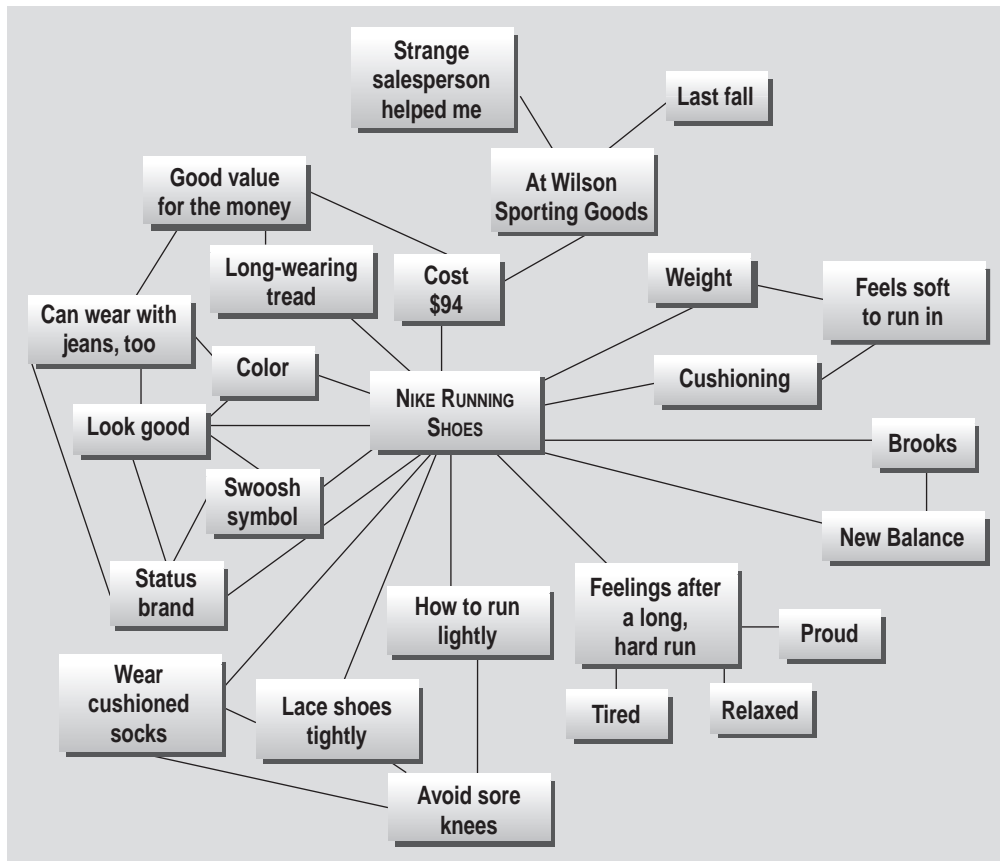 Strange
salesperson
helped me
Last fall
At Wilson
Sporting Goods
Good value
for the money
Long-wearing
tread
Cost
$94
Weight
Feels soft
to run in
Can wear with
jeans, too
Color
Cushioning
NIKE RUNNING
SHOES
Look good
Brooks
Swoosh
symbol
New Balance
Status
brand
How to run
lightly
Feelings after
a long,
hard run
Proud
Wear
cushioned
socks
Lace shoes
tightly
Tired
Relaxed
Avoid sore
knees